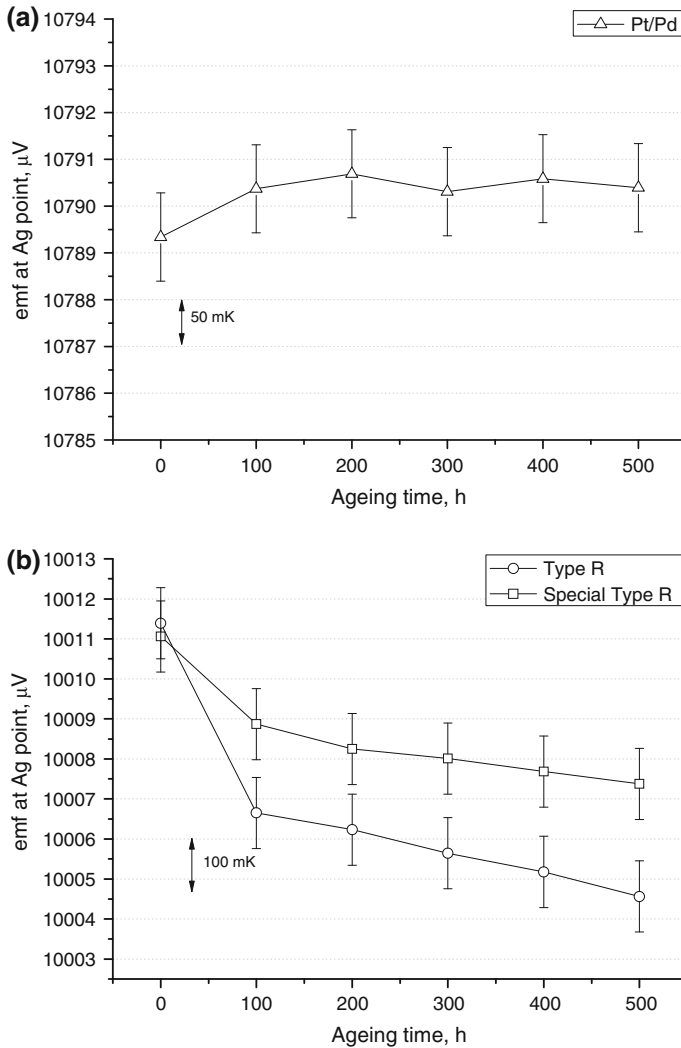 (a)
10794
10793
10792
10791
10790
10789
10788
10787
10786
10785
emf at Ag point, μV
Pt/Pd
50 mK
0 100 200 300 400 500
Ageing time, h
(b)
10013
10012
10011
10010
10009
10008
10007
10006
10005
10004
10003
emf at Ag point, μV
Type R
Special Type R
100 mK
0 100 200 300 400 500
Ageing time, h